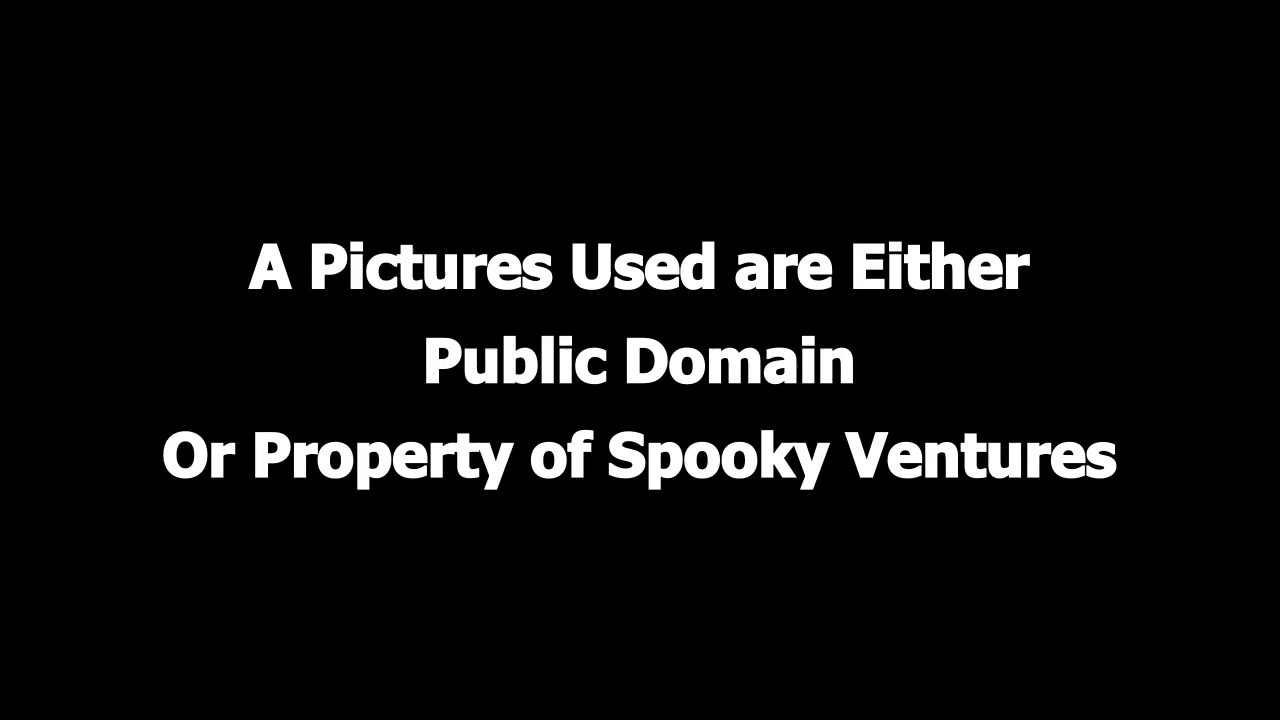 A Pictures Used are Either
Public Domain
Or Property of Spooky Ventures